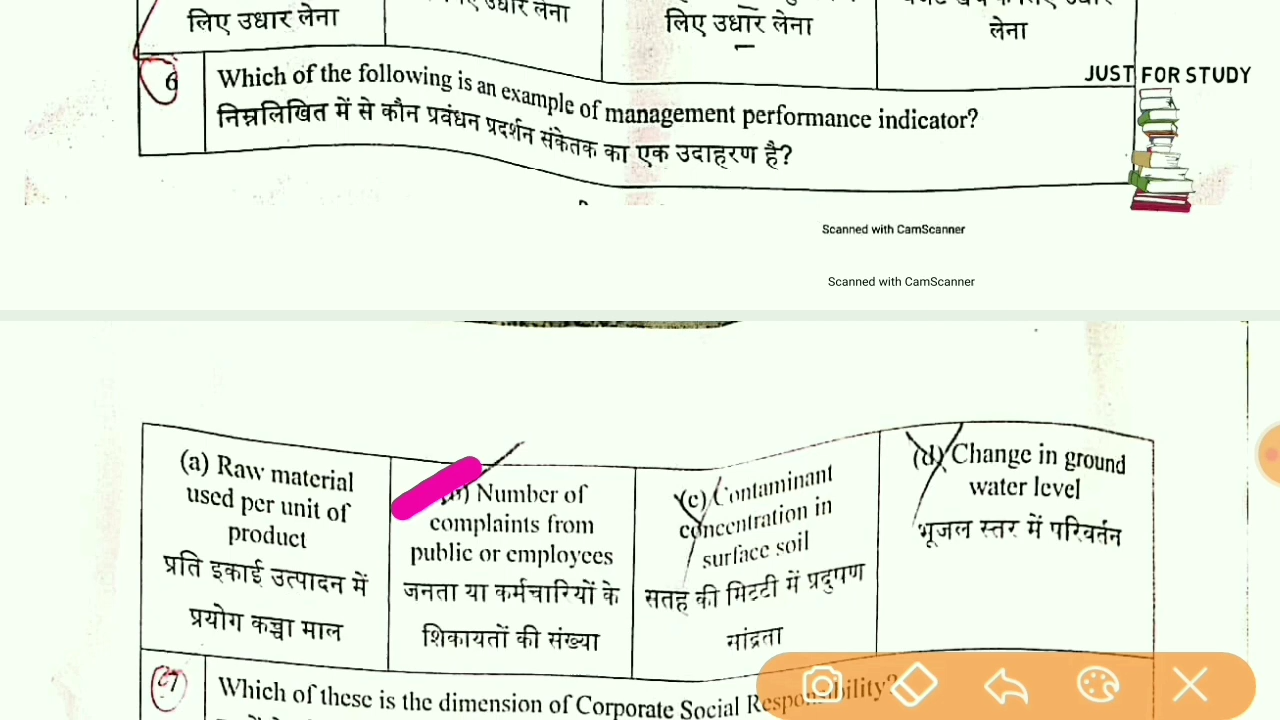 लिए उधार लेना
उधार लेना
लिए उधार लेना
लेना
JUST FOR STUDY
6
Which of the following is an example of management performance indicator?
निम्नलिखित में से कौन प्रबंधन प्रदर्शन संकेतक का एक उदाहरण है?
Scanned with CamScanner
Scanned with CamScanner
(a) Raw material
used per unit of
product
प्रति इकाई उत्पादन में
प्रयोग कच्चा माल
Number of
complaints from
public or employees
जनता या कर्मचारियों के
शिकायतों की संख्या
(c) Contaminant
concentration in
surface soil
सतह की मिटटी में प्रदुषण
सांद्रता
(d) Change in ground
water level
भूजल स्तर में परिवर्तन
Which of these is the dimension of Corporate Social Responsibility?